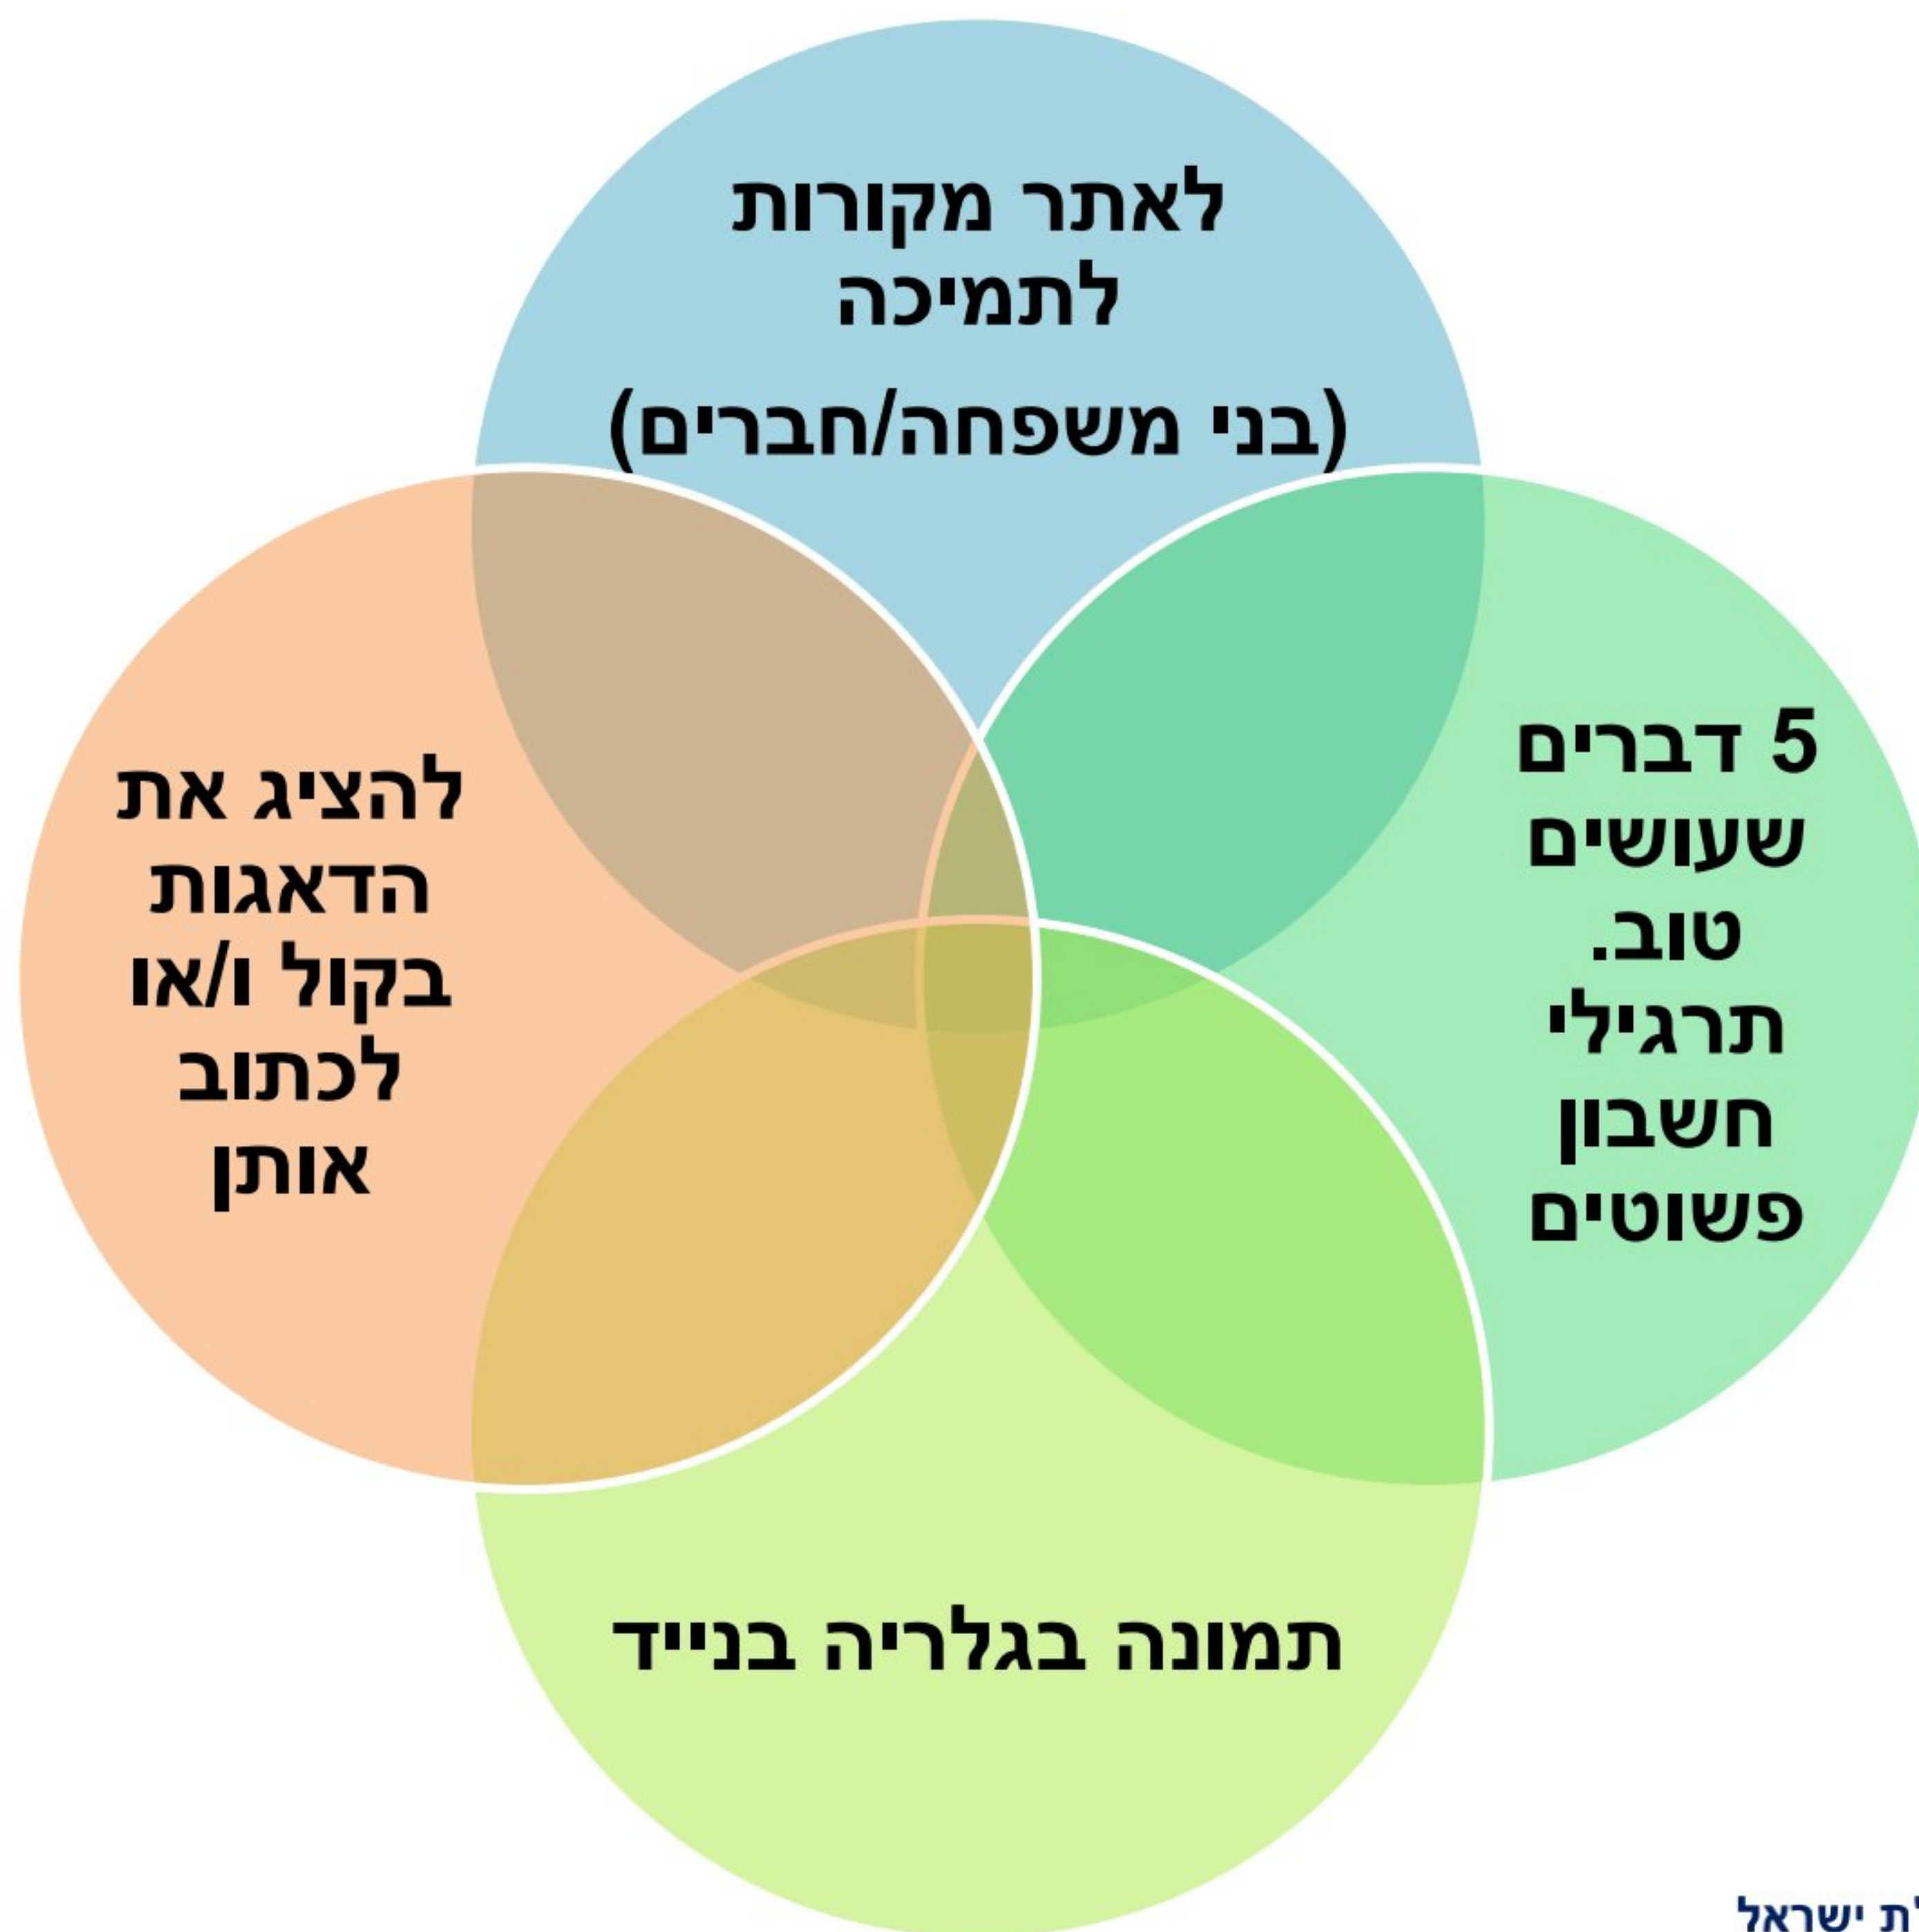 לאתר מקורות
לתמיכה
(בני משפחה/חברים)
5 דברים
שעושים
טוב.
תרגילי
חשבון
פשוטים
תמונה בגלריה בנייד
להציג את
הדאגות
בקול ו/או
לכתוב
אותן
ישראל